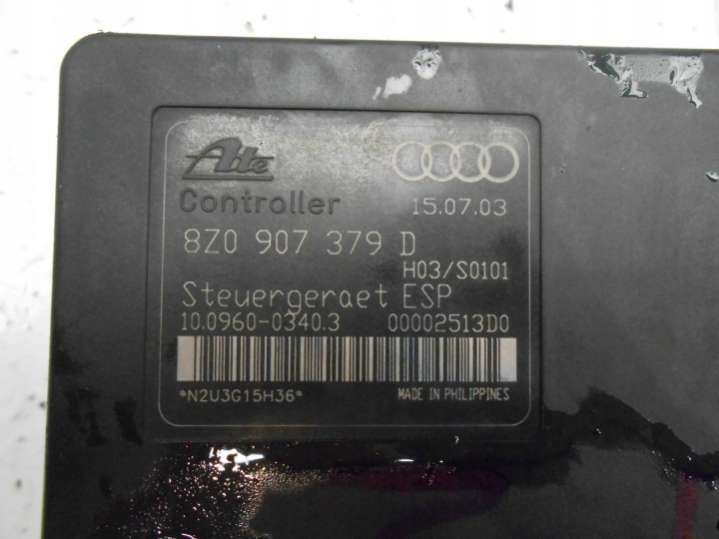 Ate
Controller 15.07.03
8Z0 907 379 D
H03/S0101
Steuergeraet ESP
10.0960-0340.3 00002513D0
*N2U3G15H36* MADE IN PHILIPPINES